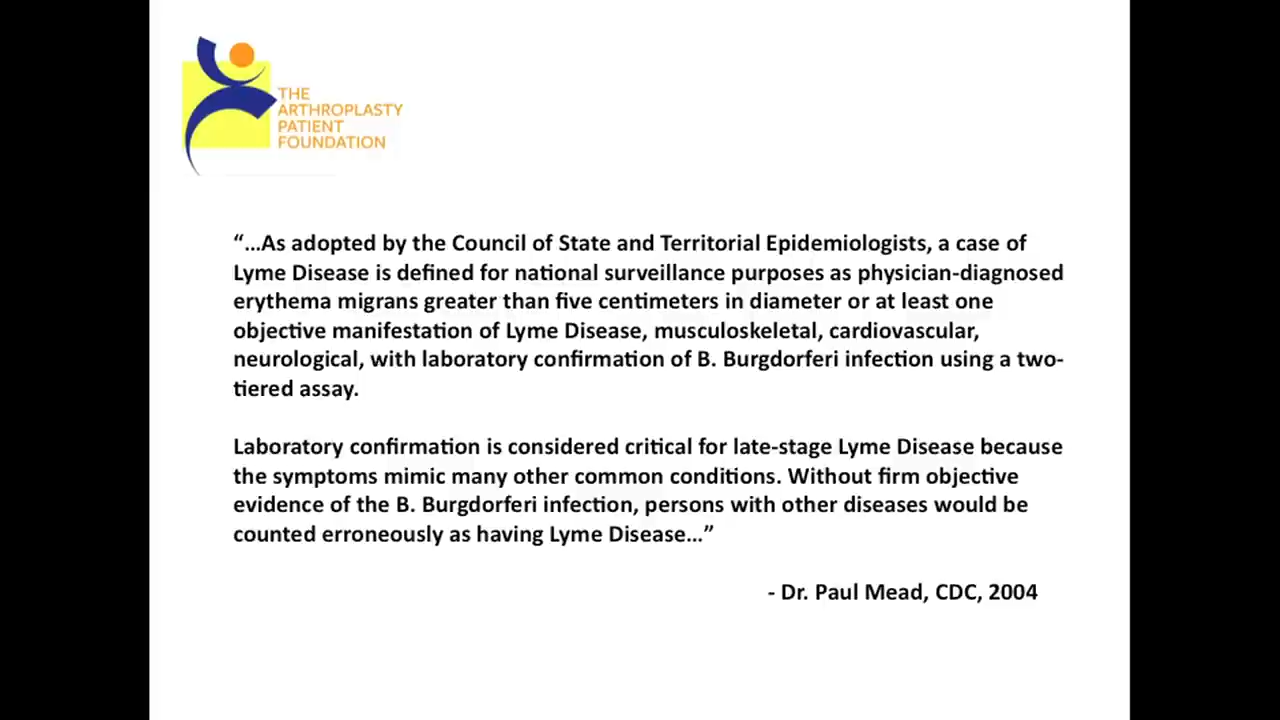 THE
ARTHROPLASTY
PATIENT
FOUNDATION
“...As adopted by the Council of State and Territorial Epidemiologists, a case of
Lyme Disease is defined for national surveillance purposes as physician-diagnosed
erythema migrans greater than five centimeters in diameter or at least one
objective manifestation of Lyme Disease, musculoskeletal, cardiovascular,
neurological, with laboratory confirmation of B. Burgdorferi infection using a two-
tiered assay.
Laboratory confirmation is considered critical for late-stage Lyme Disease because
the symptoms mimic many other common conditions. Without firm objective
evidence of the B. Burgdorferi infection, persons with other diseases would be
counted erroneously as having Lyme Disease...”
- Dr. Paul Mead, CDC, 2004